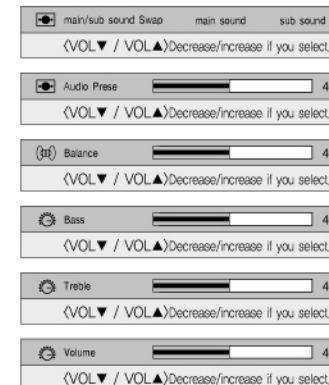 main/sub sound Swap main sound sub sound
〈VOL▼ / VOL▲〉Decrease/increase if you select,
Audio Prese 4
〈VOL▼ / VOL▲〉Decrease/increase if you select,
Balance 4
〈VOL▼ / VOL▲〉Decrease/increase if you select,
Bass 4
〈VOL▼ / VOL▲〉Decrease/increase if you select,
Treble 4
〈VOL▼ / VOL▲〉Decrease/increase if you select,
Volume 4
〈VOL▼ / VOL▲〉Decrease/increase if you select,